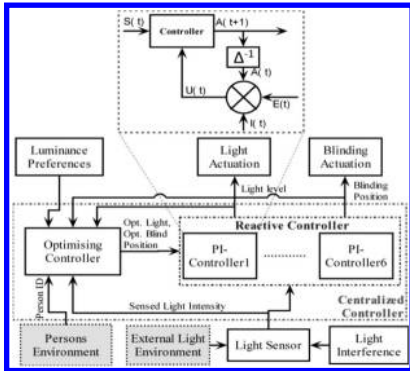 S( t)
Controller
A( t+1)
Δ-1
A( t)
U( t)
E(t)
I( t)
Luminance
Preferences
Light
Actuation
Blinding
Actuation
Light level
Blinding
Position
Opt. Light,
Opt. Blind
Position
Reactive Controller
Optimising
Controller
PI-
Controller1
..........
PI-
Controller6
Person ID
Sensed Light Intensity
Centralized
Controller
Persons
Environment
External Light
Environment
Light Sensor
Light
Interference